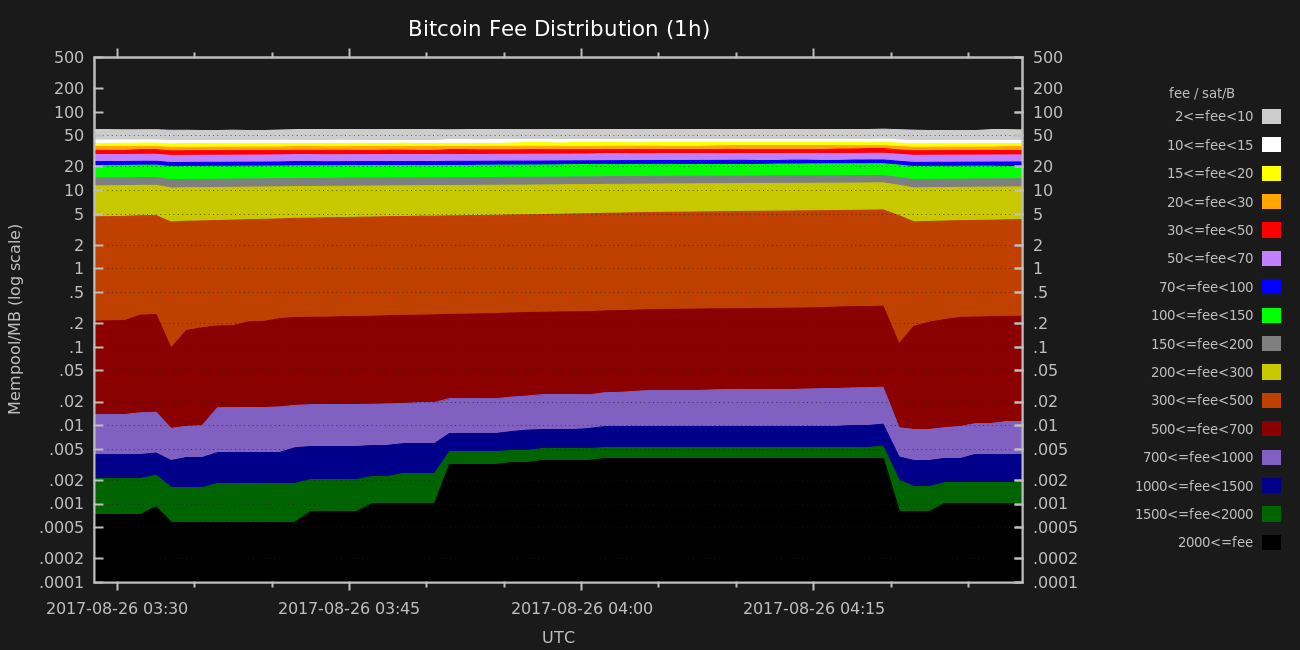 Bitcoin Fee Distribution (1h)
500 500
200 200
100 100
50 50
20 20
10 10
5 5
2 2
1 1
.5 .5
.2 .2
.1 .1
.05 .05
.02 .02
.01 .01
.005 .005
.002 .002
.001 .001
.0005 .0005
.0002 .0002
.0001 .0001
Mempool/MB (log scale)
2017-08-26 03:30 2017-08-26 03:45 2017-08-26 04:00 2017-08-26 04:15
UTC
fee / sat/B
2<=fee<10
10<=fee<15
15<=fee<20
20<=fee<30
30<=fee<50
50<=fee<70
70<=fee<100
100<=fee<150
150<=fee<200
200<=fee<300
300<=fee<500
500<=fee<700
700<=fee<1000
1000<=fee<1500
1500<=fee<2000
2000<=fee